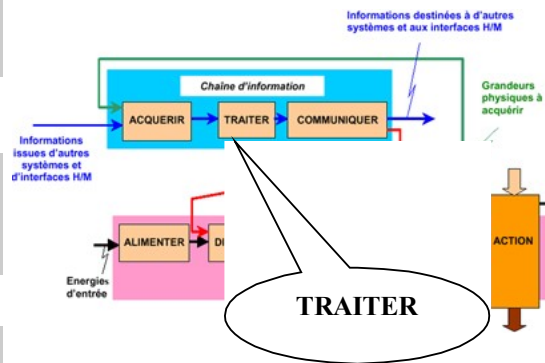 Informations destinées à d'autres
systèmes et aux interfaces H/M
Chaîne d'information
Grandeurs
physiques à
acquérir
ACQUERIR
TRAITER
COMMUNIQUER
Informations
issues d'autres
systèmes et
d'interfaces H/M
ALIMENTER
ACTION
Energies
d'entrée
TRAITER